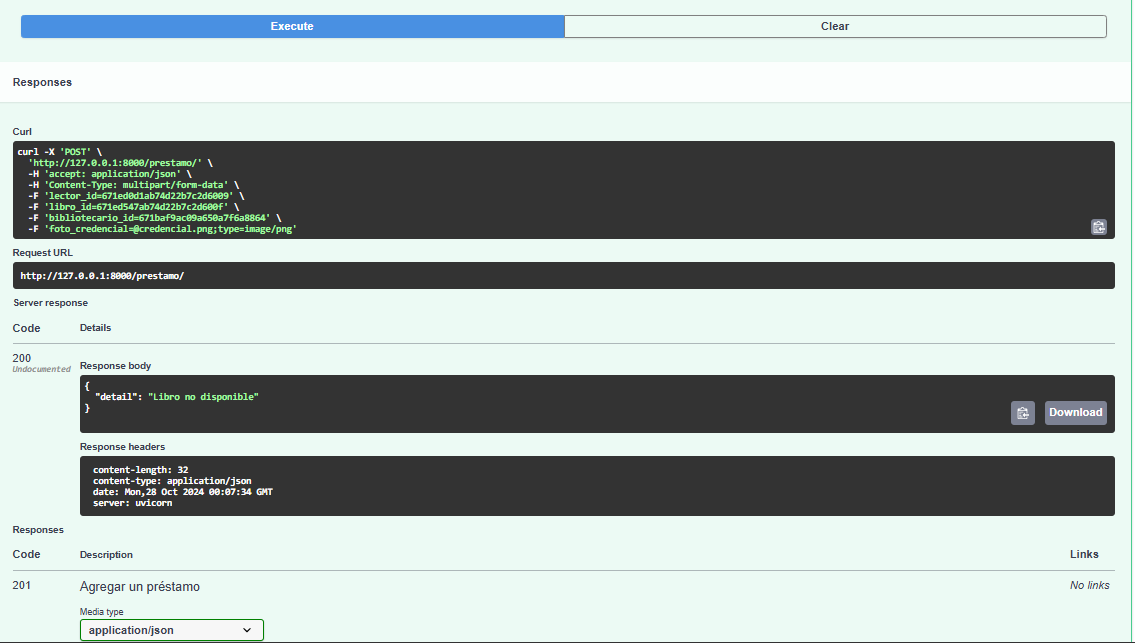 Execute
Clear
Responses
Curl
curl -X 'POST' \
'http://127.0.0.1:8000/prestamo/' \
-H 'accept: application/json' \
-H 'Content-Type: multipart/form-data' \
-F 'lector_id=671ed0d1ab74d22b7c2d6009' \
-F 'libro_id=671ed547ab74d22b7c2d600f' \
-F 'bibliotecario_id=671baf9ac09a650a7f6a8864' \
-F 'foto_credencial=@credencial.png;type=image/png'
Request URL
http://127.0.0.1:8000/prestamo/
Server response
Code Details
200
Undocumented
Response body
{
"detail": "Libro no disponible"
}
Download
Response headers
content-length: 32
content-type: application/json
date: Mon,28 Oct 2024 00:07:34 GMT
server: uvicorn
Responses
Code Description Links
201 Agregar un préstamo No links
Media type
application/json